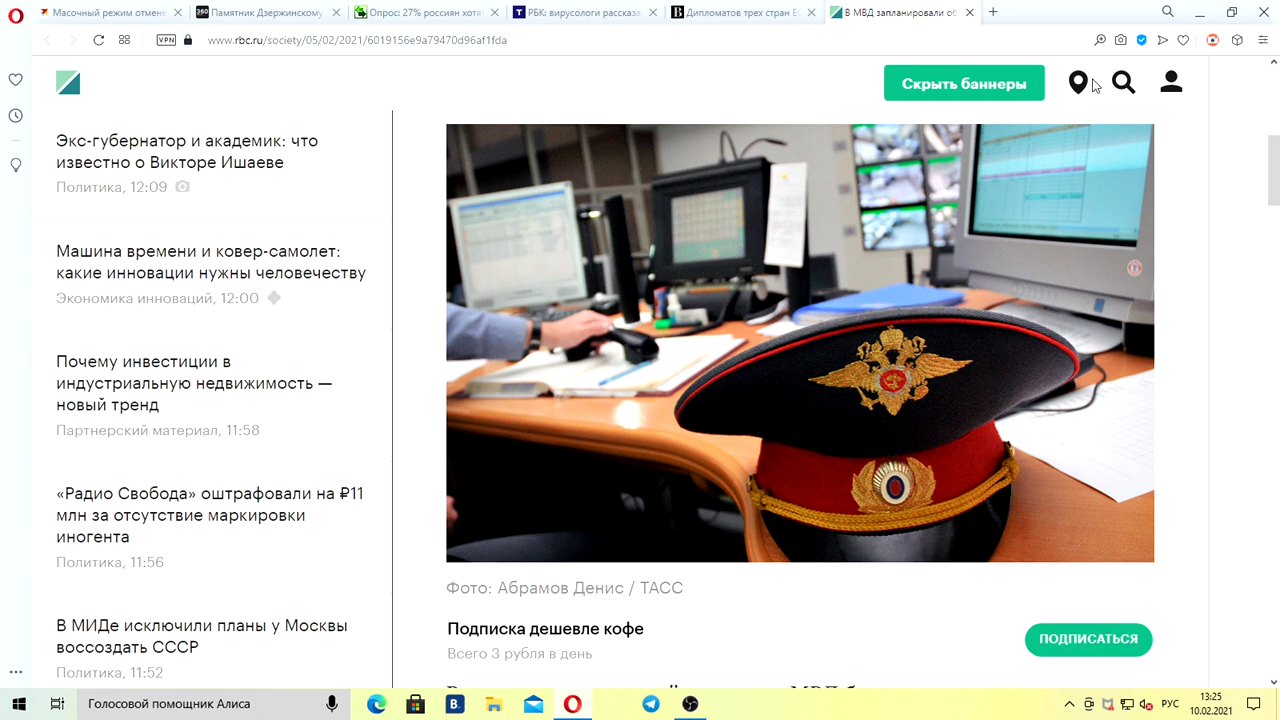 Масочный режим отмене
360
Памятник Дзержинскому
Опрос: 27% россиян хотят
РБК: вирусологи рассказа
Дипломатов трех стран ЕС
В МВД запланировали об
VPN
www.rbc.ru/society/05/02/2021/6019156e9a79470d96af1fda
Скрыть баннеры
Экс-губернатор и академик: что
известно о Викторе Ишаеве
Политика, 12:09
Машина времени и ковер-самолет:
какие инновации нужны человечеству
Экономика инноваций, 12:00
Почему инвестиции в
индустриальную недвижимость —
новый тренд
Партнерский материал, 11:58
«Радио Свобода» оштрафовали на ₽11
млн за отсутствие маркировки
иногента
Политика, 11:56
В МИДе исключили планы у Москвы
воссоздать СССР
Политика, 11:52
Фото: Абрамов Денис / ТАСС
Подписка дешевле кофе
Всего 3 рубля в день
ПОДПИСАТЬСЯ
Голосовой помощник Алиса
B.
РУС
13:25
10.02.2021